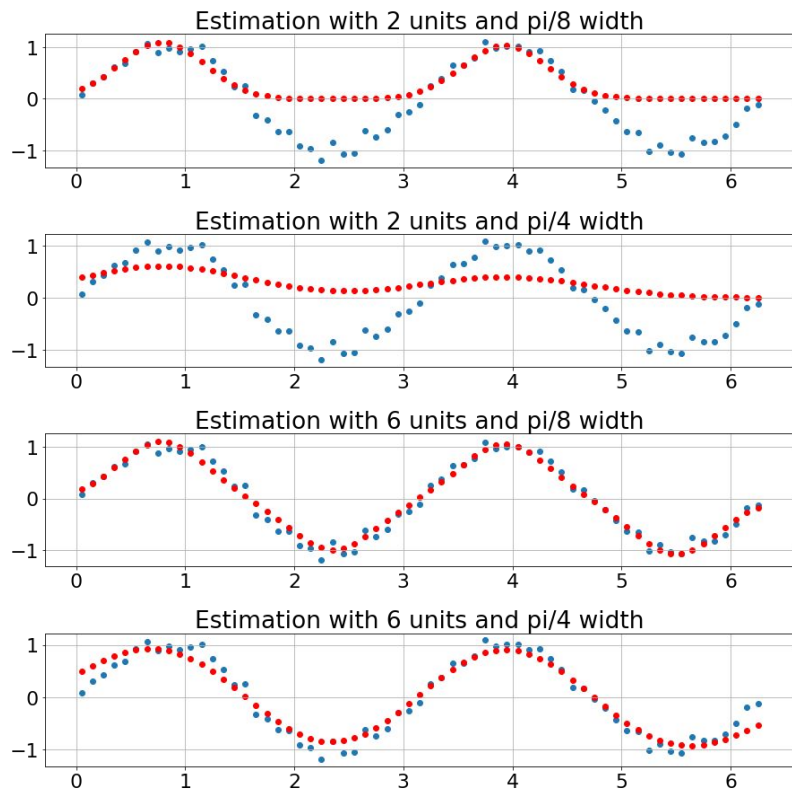 Estimation with 2 units and pi/8 width
1
0
−1
0 1 2 3 4 5 6
Estimation with 2 units and pi/4 width
1
0
−1
0 1 2 3 4 5 6
Estimation with 6 units and pi/8 width
1
0
−1
0 1 2 3 4 5 6
Estimation with 6 units and pi/4 width
1
0
−1
0 1 2 3 4 5 6